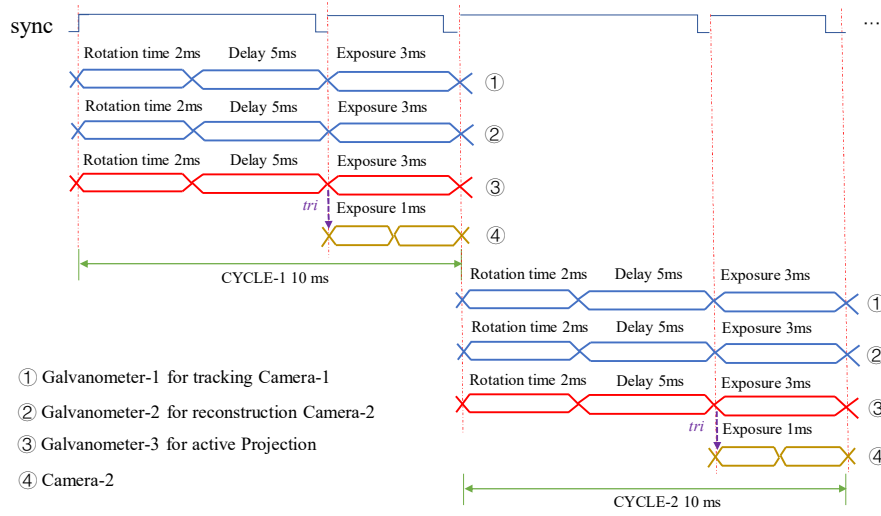 sync
...
Rotation time 2ms Delay 5ms Exposure 3ms
①
Rotation time 2ms Delay 5ms Exposure 3ms
②
Rotation time 2ms Delay 5ms Exposure 3ms
③
tri Exposure 1ms
④
CYCLE-1 10 ms
Rotation time 2ms Delay 5ms Exposure 3ms
①
Rotation time 2ms Delay 5ms Exposure 3ms
②
Rotation time 2ms Delay 5ms Exposure 3ms
③
tri Exposure 1ms
④
CYCLE-2 10 ms
① Galvanometer-1 for tracking Camera-1
② Galvanometer-2 for reconstruction Camera-2
③ Galvanometer-3 for active Projection
④ Camera-2